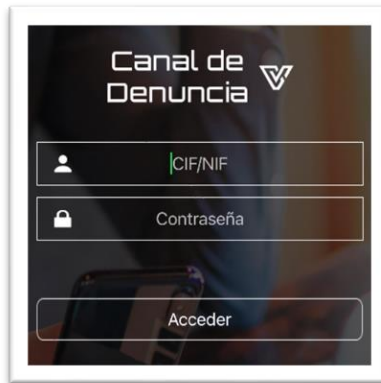 Canal de
Denuncia
CIF/NIF
Contraseña
Acceder